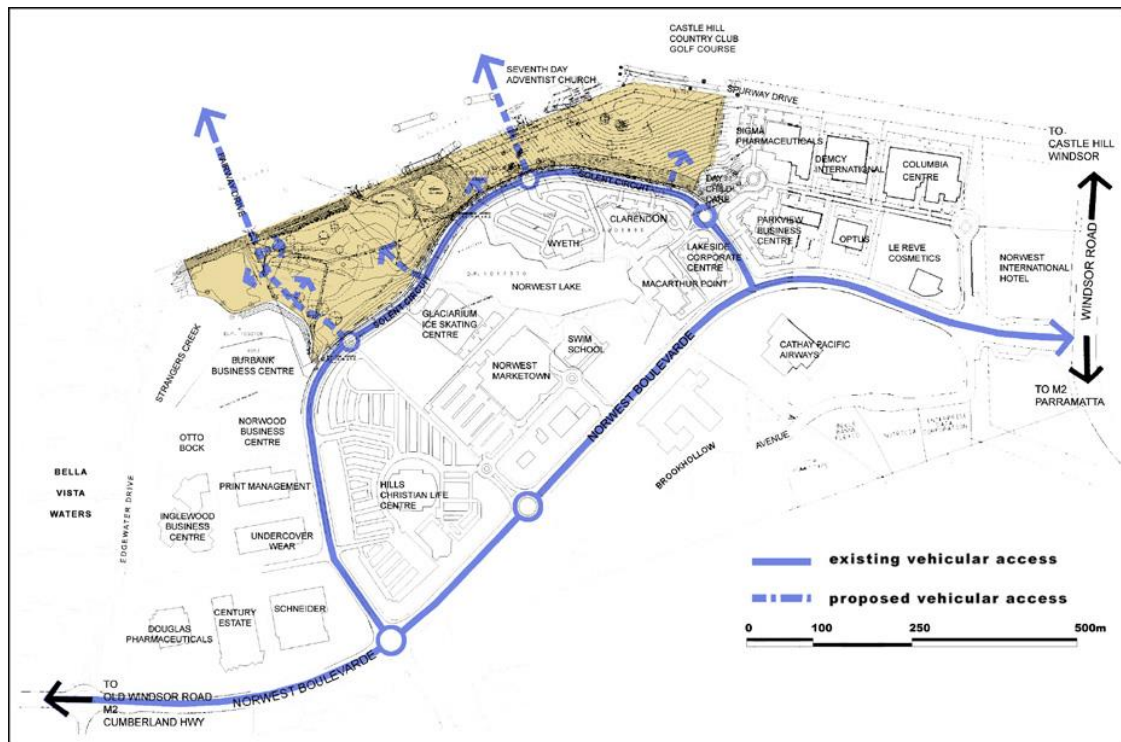 CASTLE HILL
COUNTRY CLUB
GOLF COURSE
SEVENTH DAY
ADVENTIST CHURCH
SPURWAY DRIVE
TO
CASTLE HILL
WINDSOR
SIGMA
PHARMACEUTICALS
DEMCY
INTERNATIONAL
COLUMBIA
CENTRE
FAIRWAY DRIVE
SOLENT CIRCUIT
DAY
CHILD
CARE
CLARENDON
WYETH
PARKVIEW
BUSINESS
CENTRE
OPTUS
LAKESIDE
CORPORATE
CENTRE
LE REVE
COSMETICS
NORWEST
INTERNATIONAL
HOTEL
WINDSOR ROAD
MACARTHUR POINT
NORWEST LAKE
SOLENT CIRCUIT
GLACIARIUM
ICE SKATING
CENTRE
STRANGERS CREEK
BURBANK
BUSINESS CENTRE
SWIM
SCHOOL
CATHAY PACIFIC
AIRWAYS
NORWEST
MARKETOWN
NORWEST BOULEVARDE
TO M2
PARRAMATTA
NORWOOD
BUSINESS
CENTRE
OTTO
BOCK
BROOKHOLLOW
AVENUE
BELLA
VISTA
WATERS
EDGEWATER DRIVE
PRINT MANAGEMENT
HILLS
CHRISTIAN LIFE
CENTRE
INGLEWOOD
BUSINESS
CENTRE
UNDERCOVER
WEAR
existing vehicular access
proposed vehicular access
0 100 250 500m
DOUGLAS
PHARMACEUTICALS
CENTURY
ESTATE
SCHNEIDER
NORWEST BOULEVARDE
TO
OLD WINDSOR ROAD
M2
CUMBERLAND HWY